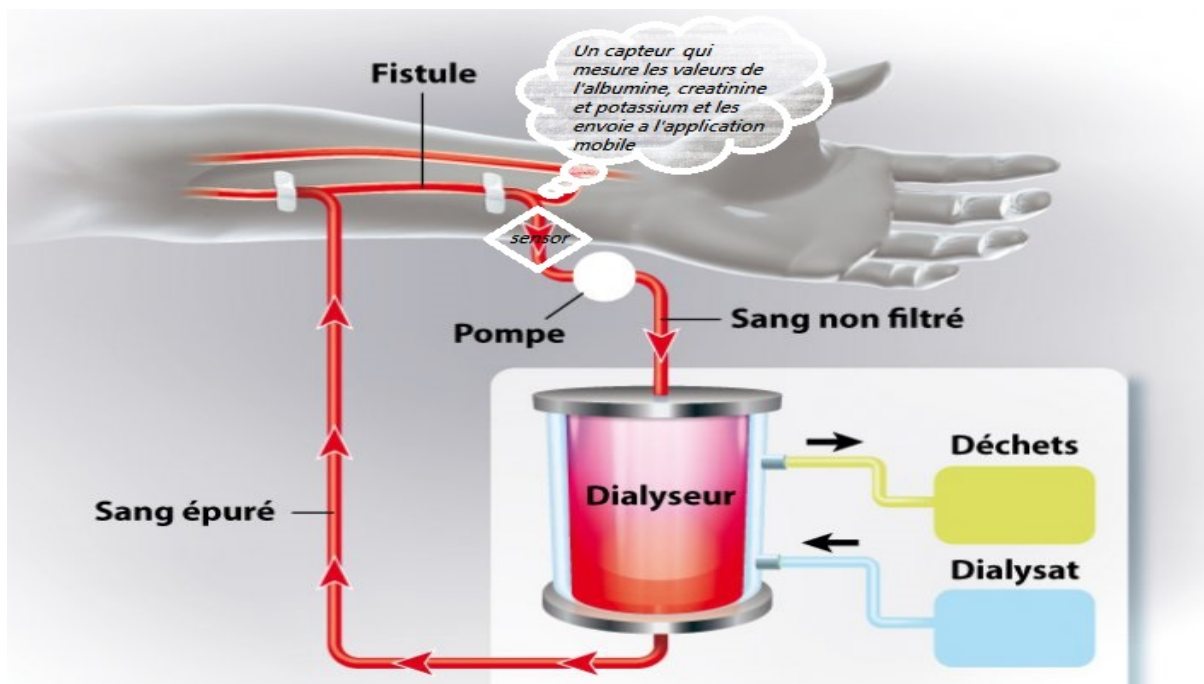 Un capteur qui
mesure les valeurs de
l'albumine, creatinine
et potassium et les
envoie a l'application
mobile
Fistule
sensor
Pompe
Sang non filtré
Déchets
Dialyseur
Sang épuré
Dialysat